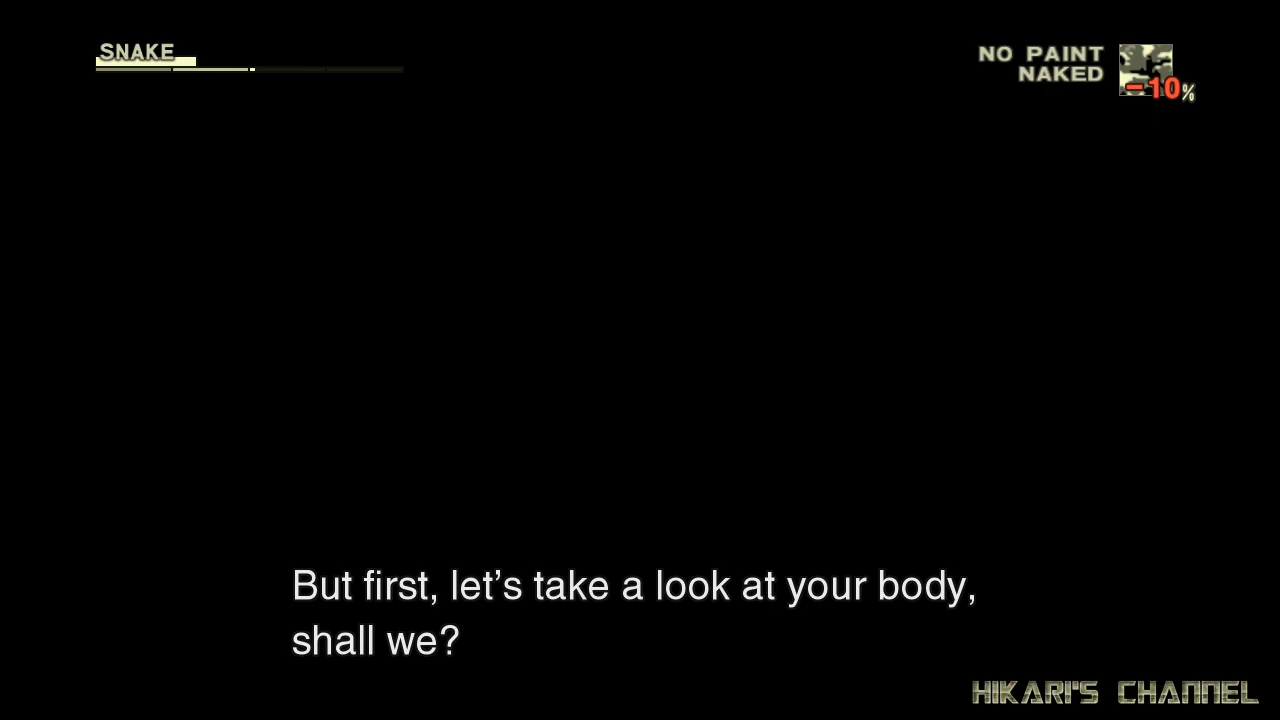 SNAKE
NO PAINT
NAKED
-10%
But first, let's take a look at your body,
shall we?
HIKARI'S CHANNEL